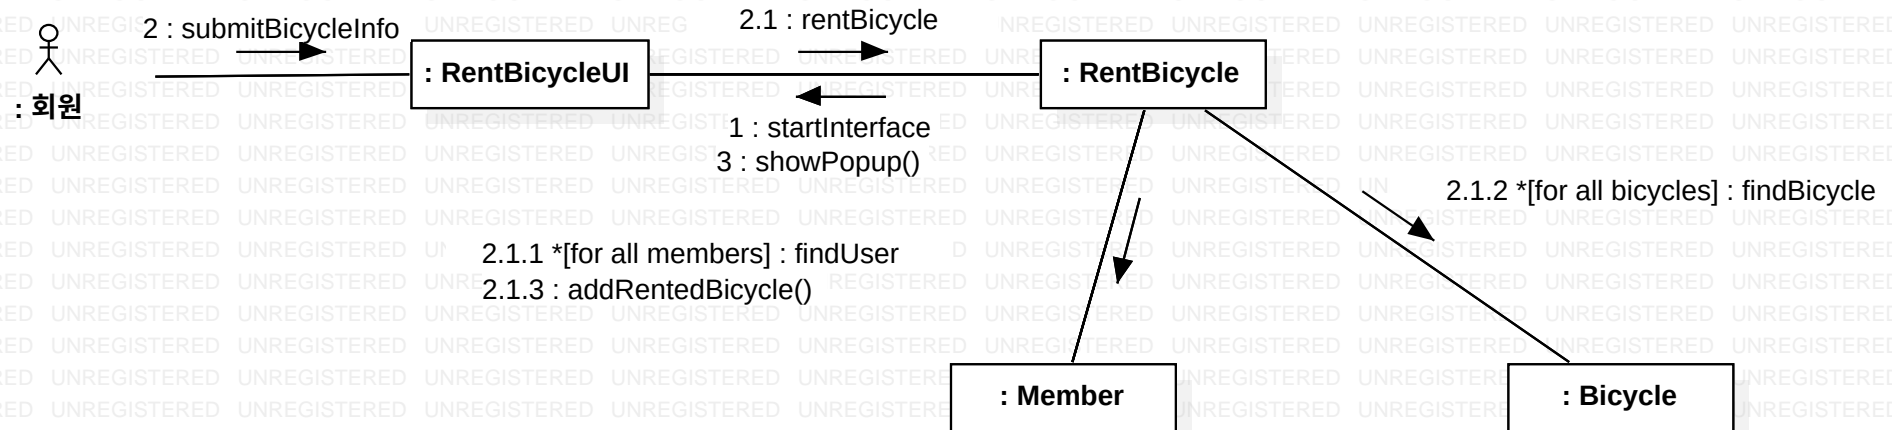 2 : submitBicycleInfo
2.1 : rentBicycle
: 회원
: RentBicycleUI
: RentBicycle
1 : startInterface
3 : showPopup()
2.1.2 *[for all bicycles] : findBicycle
2.1.1 *[for all members] : findUser
2.1.3 : addRentedBicycle()
: Member
: Bicycle
UNREGISTERED